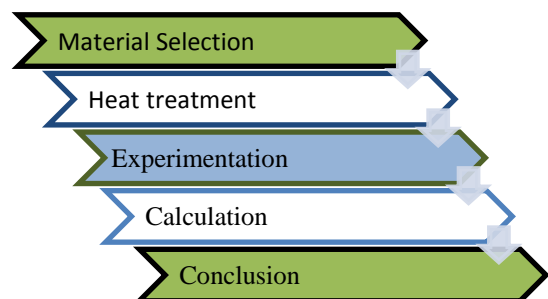 Material Selection
Heat treatment
Experimentation
Calculation
Conclusion